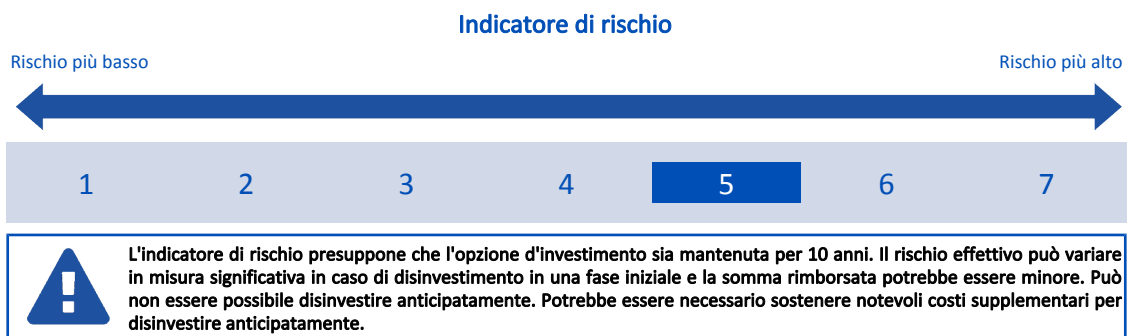 Indicatore di rischio
Rischio più basso Rischio più alto
1 2 3 4 5 6 7
L'indicatore di rischio presuppone che l'opzione d'investimento sia mantenuta per 10 anni. Il rischio effettivo può variare
in misura significativa in caso di disinvestimento in una fase iniziale e la somma rimborsata potrebbe essere minore. Può
non essere possibile disinvestire anticipatamente. Potrebbe essere necessario sostenere notevoli costi supplementari per
disinvestire anticipatamente.